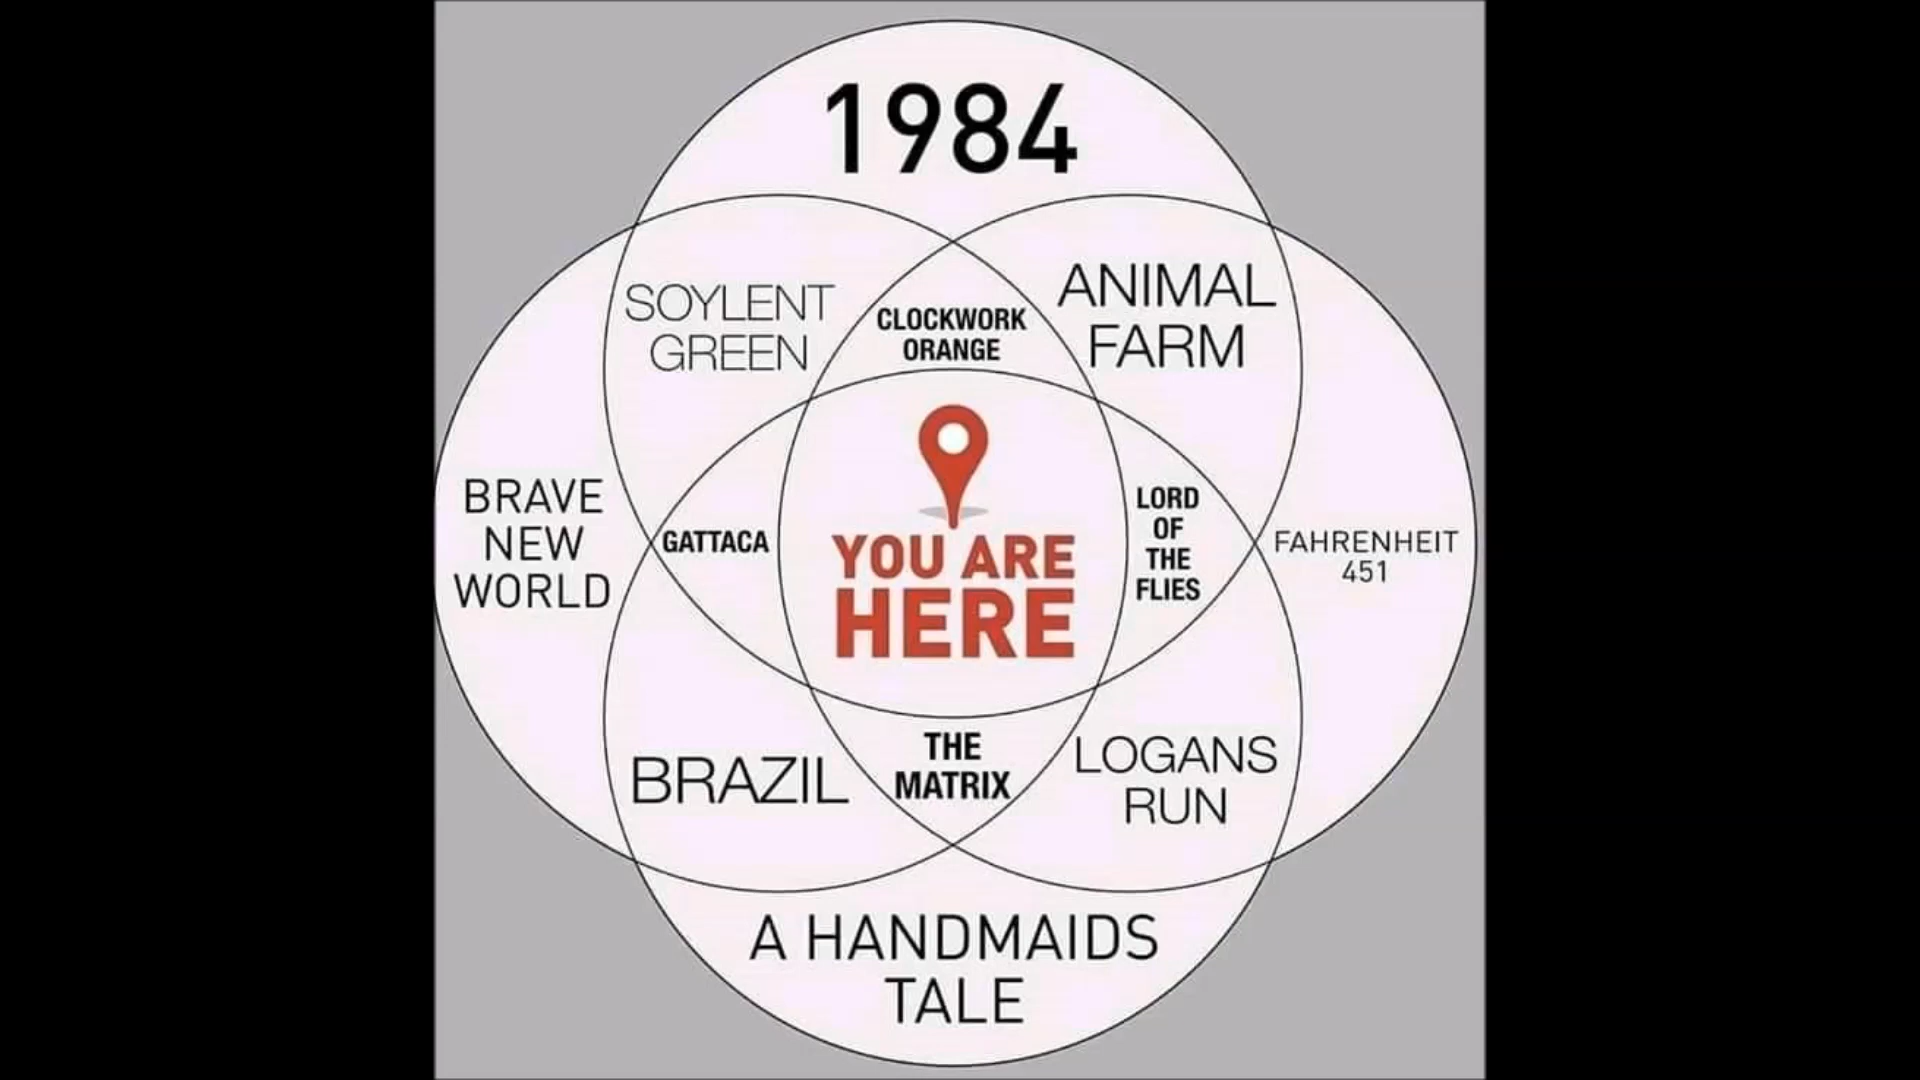 1984
SOYLENT
GREEN
CLOCKWORK
ORANGE
ANIMAL
FARM
BRAVE
NEW
WORLD
GATTACA
YOU ARE
HERE
LORD
OF
THE
FLIES
FAHRENHEIT
451
BRAZIL
THE
MATRIX
LOGANS
RUN
A HANDMAIDS
TALE